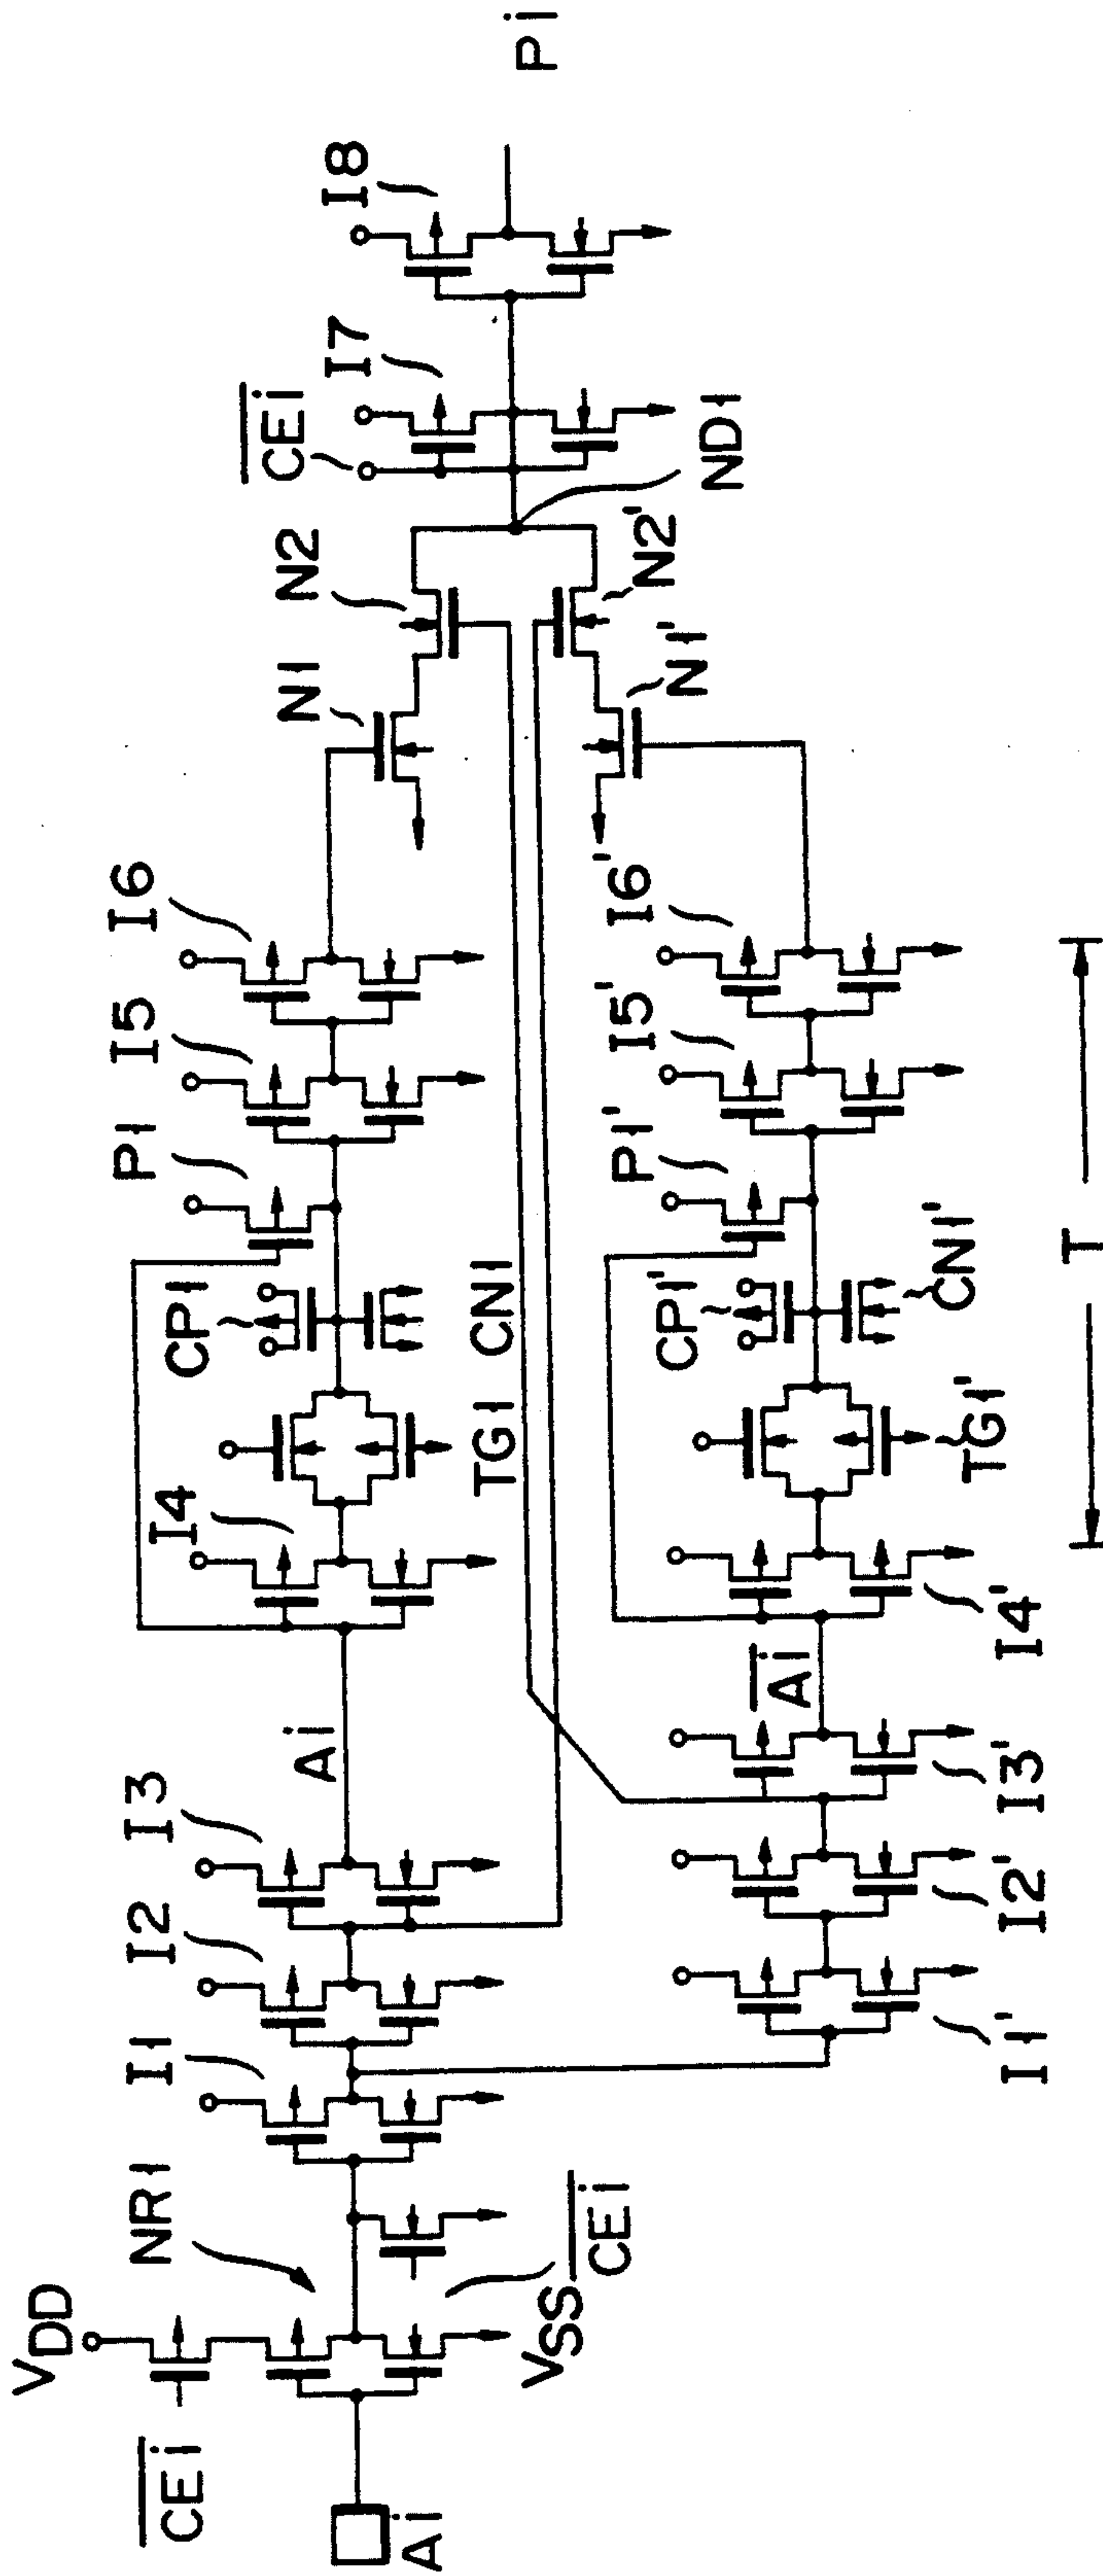 VDD
CEi
Ai
NR1
VSS
CEi
I1
I2
I3
Ai
I4
TG1
CP1
CN1
P1
I5
I6
N1
N2
CEi
I7
I8
Pi
ND1
N2'
N1'
I1'
I2'
I3'
Ai
I4'
TG1'
CP1'
CN1'
P1'
I5'
I6'
T